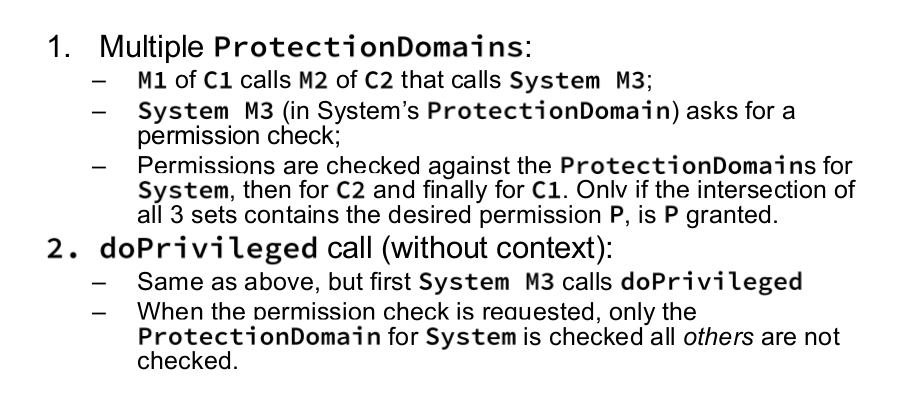 1. Multiple ProtectionDomains:
– M1 of C1 calls M2 of C2 that calls System M3;
– System M3 (in System's ProtectionDomain) asks for a
permission check;
– Permissions are checked against the ProtectionDomains for
System, then for C2 and finally for C1. Only if the intersection of
all 3 sets contains the desired permission P, is P granted.
2. doPrivileged call (without context):
– Same as above, but first System M3 calls doPrivileged
– When the permission check is requested, only the
ProtectionDomain for System is checked all others are not
checked.